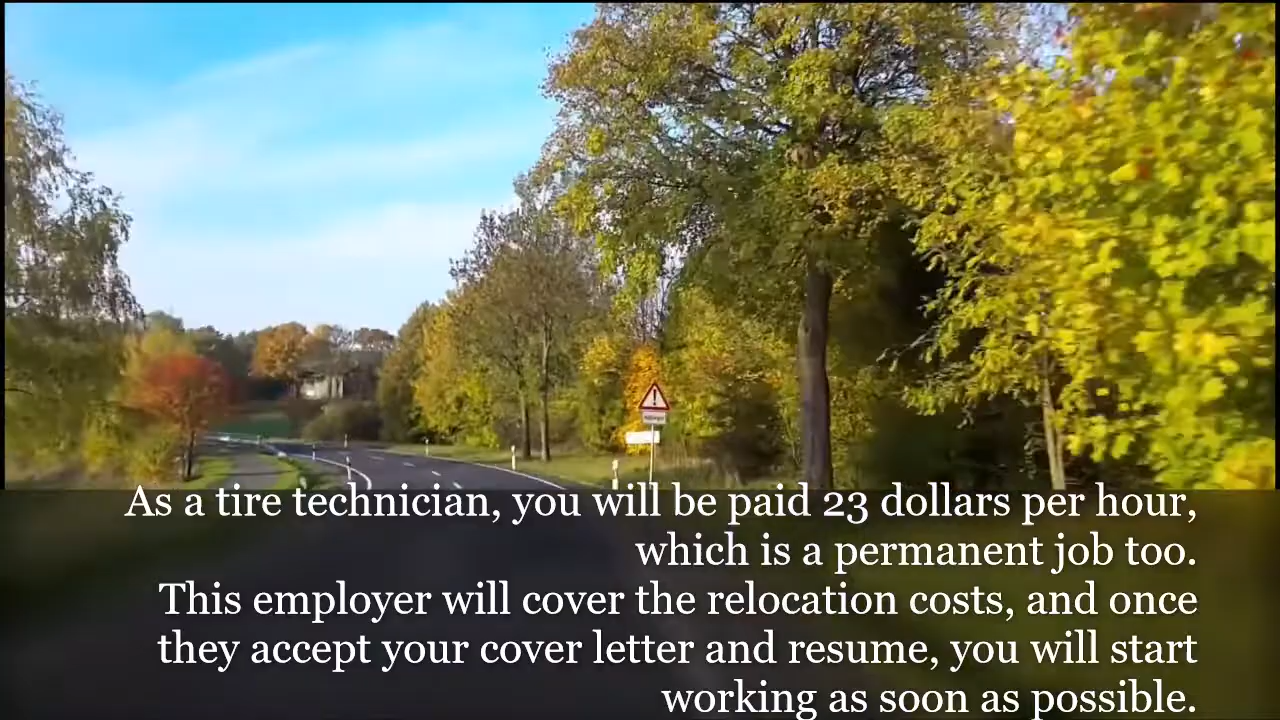 As a tire technician, you will be paid 23 dollars per hour,
which is a permanent job too.
This employer will cover the relocation costs, and once
they accept your cover letter and resume, you will start
working as soon as possible.